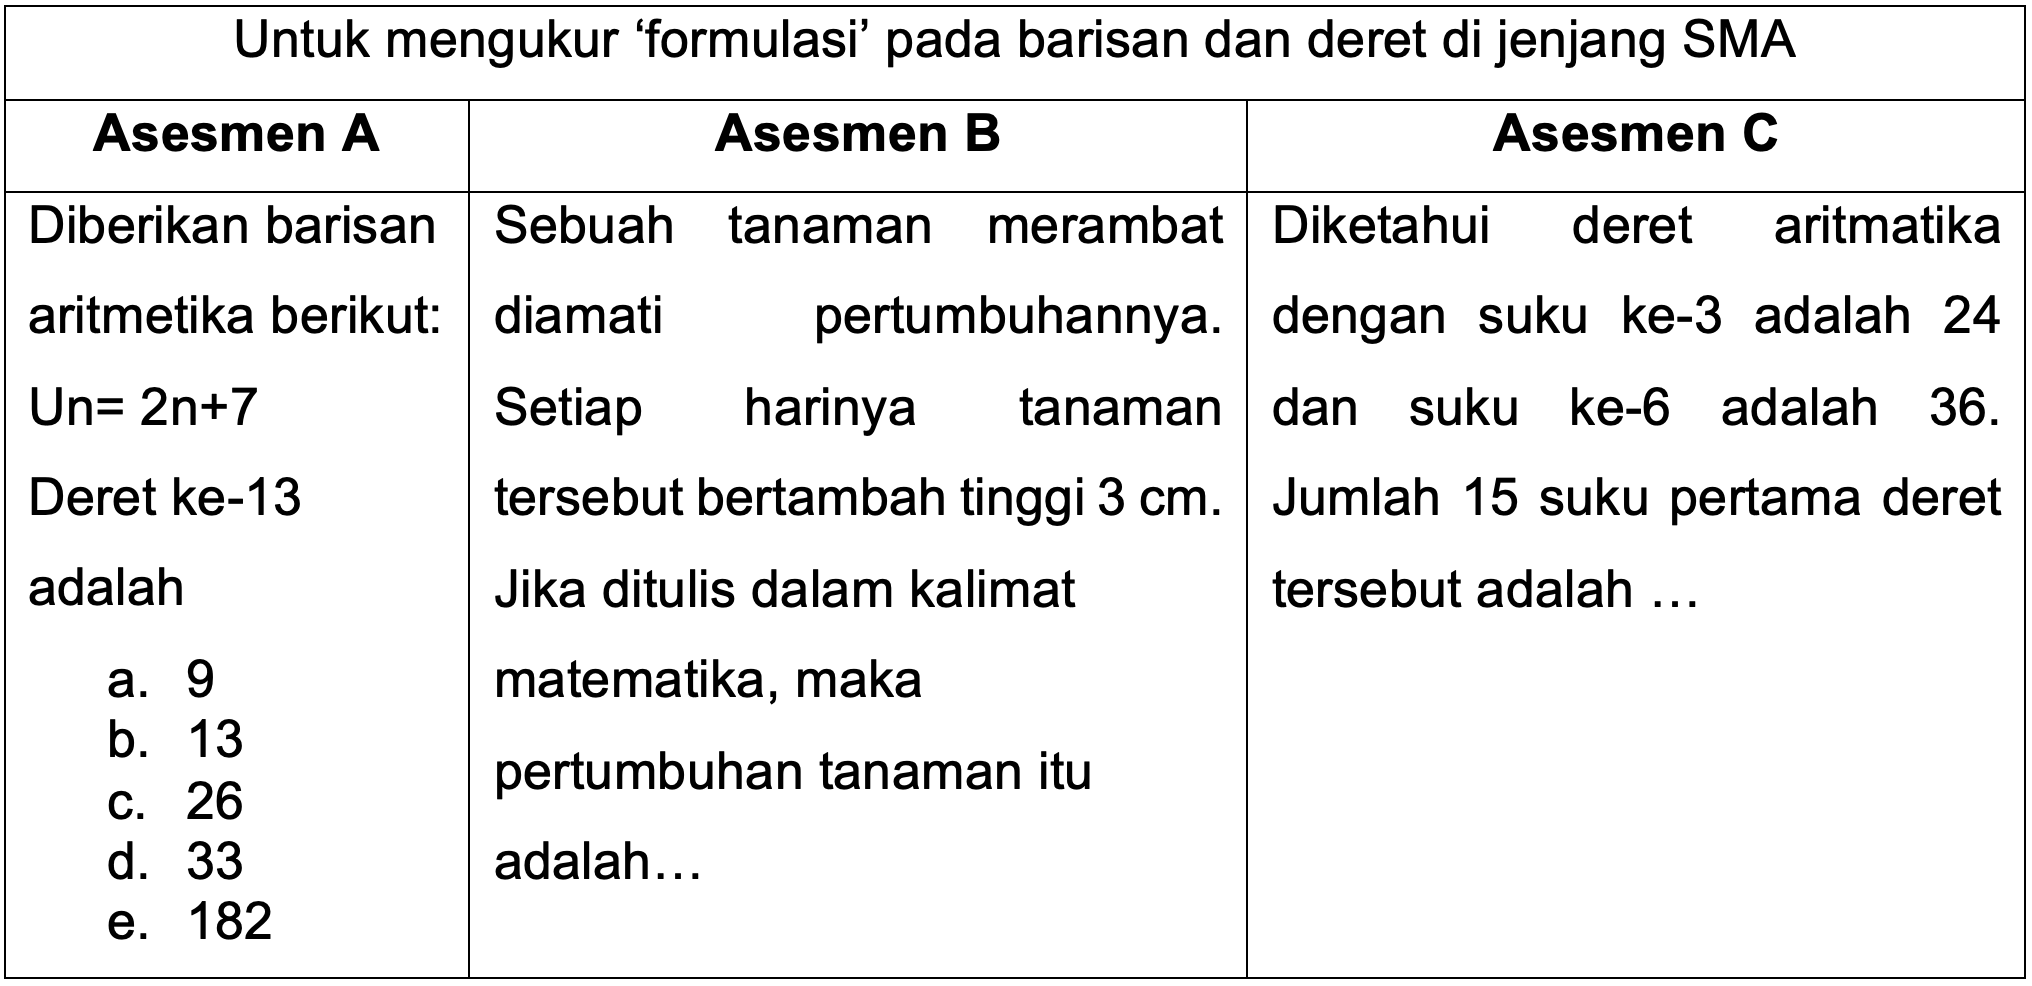 Untuk mengukur ‘formulasi’ pada barisan dan deret di jenjang SMA
Asesmen A
Asesmen B
Asesmen C
Diberikan barisan
aritmetika berikut:
Un= 2n+7
Deret ke-13
adalah
a. 9
b. 13
c. 26
d. 33
e. 182
Sebuah tanaman merambat
diamati pertumbuhannya.
Setiap harinya tanaman
tersebut bertambah tinggi 3 cm.
Jika ditulis dalam kalimat
matematika, maka
pertumbuhan tanaman itu
adalah…
Diketahui deret aritmatika
dengan suku ke-3 adalah 24
dan suku ke-6 adalah 36.
Jumlah 15 suku pertama deret
tersebut adalah …